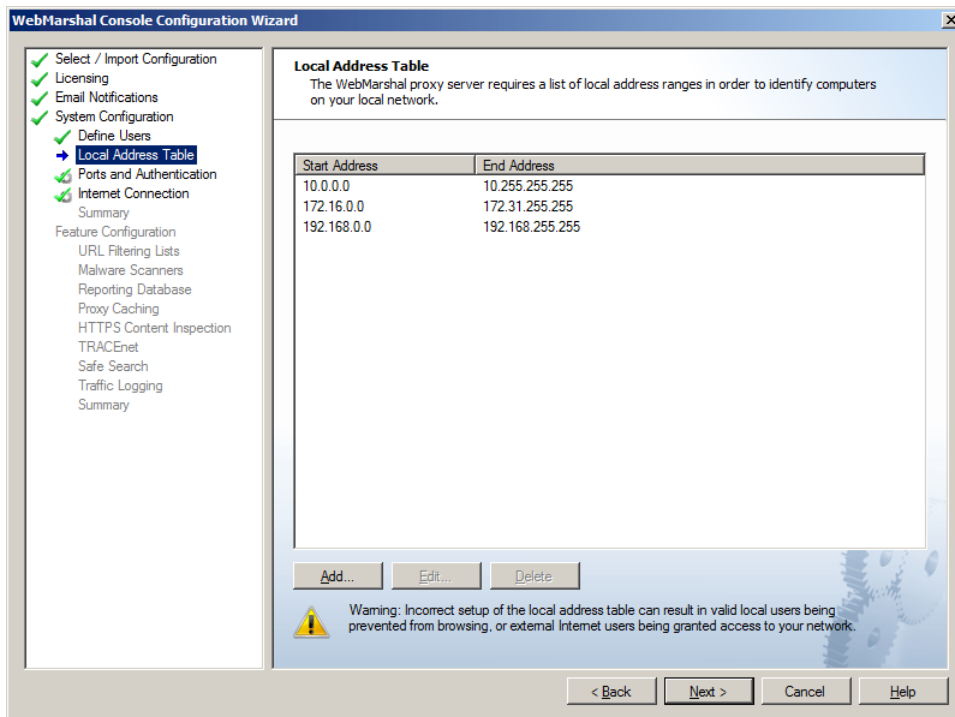 WebMarshal Console Configuration Wizard
Select / Import Configuration
Licensing
Email Notifications
System Configuration
Define Users
Local Address Table
Ports and Authentication
Internet Connection
Summary
Feature Configuration
URL Filtering Lists
Malware Scanners
Reporting Database
Proxy Caching
HTTPS Content Inspection
TRACEnet
Safe Search
Traffic Logging
Summary
Local Address Table
The WebMarshal proxy server requires a list of local address ranges in order to identify computers
on your local network.
Start Address End Address
10.0.0.0 10.255.255.255
172.16.0.0 172.31.255.255
192.168.0.0 192.168.255.255
Add... Edit... Delete
Warning: Incorrect setup of the local address table can result in valid local users being
prevented from browsing, or external Internet users being granted access to your network.
< Back Next > Cancel Help